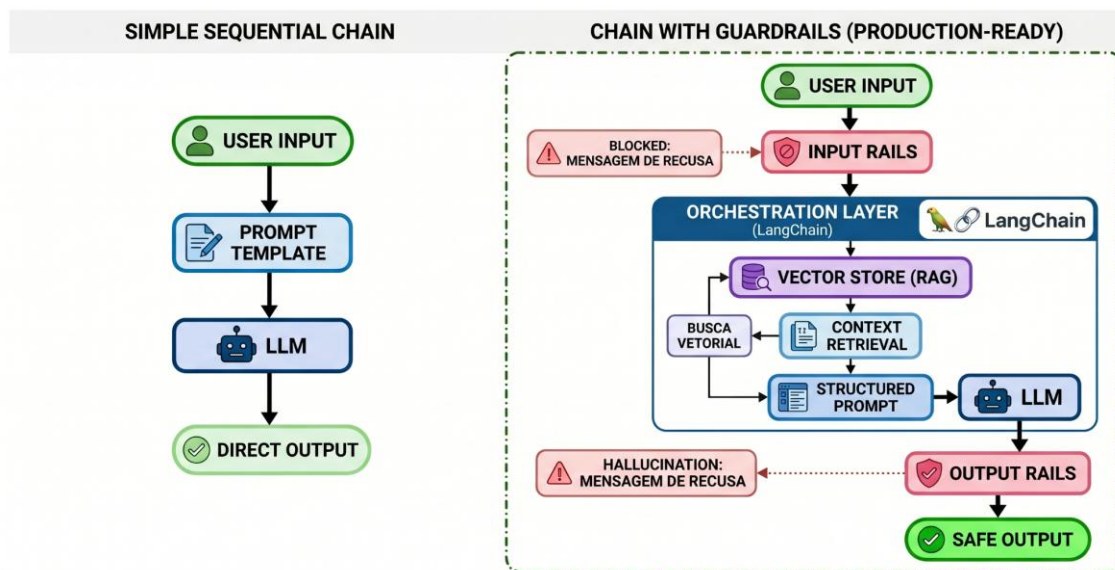 SIMPLE SEQUENTIAL CHAIN
USER INPUT
PROMPT
TEMPLATE
LLM
DIRECT OUTPUT
CHAIN WITH GUARDRAILS (PRODUCTION-READY)
USER INPUT
BLOCKED:
MENSAGEM DE RECUSA
INPUT RAILS
ORCHESTRATION LAYER
(LangChain)
LangChain
VECTOR STORE (RAG)
BUSCA
VETORIAL
CONTEXT
RETRIEVAL
STRUCTURED
PROMPT
LLM
HALLUCINATION:
MENSAGEM DE RECUSA
OUTPUT RAILS
SAFE OUTPUT